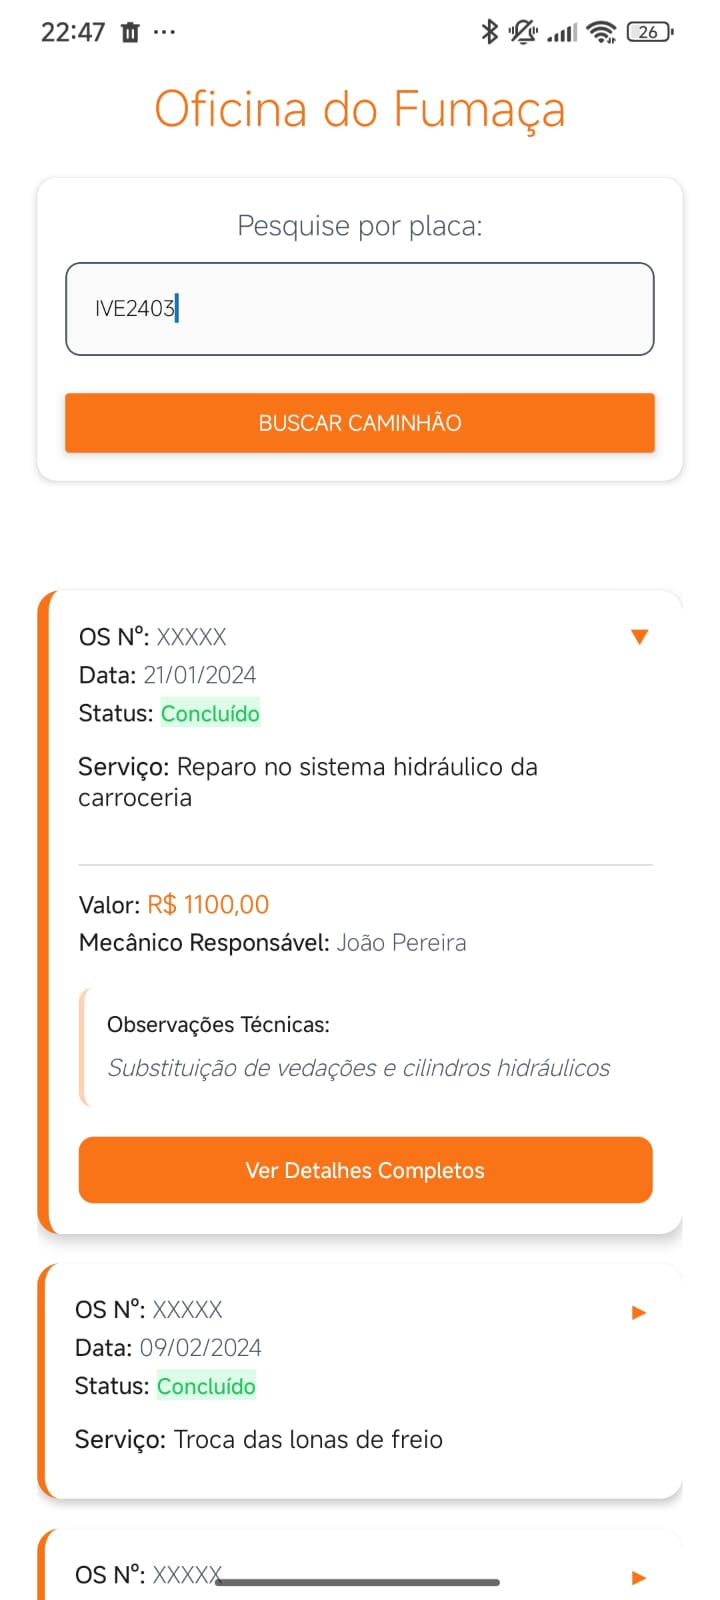 22:47
26
Oficina do Fumaça
Pesquise por placa:
IVE2403
BUSCAR CAMINHÃO
OS Nº: XXXXX
Data: 21/01/2024
Status: Concluído
Serviço: Reparo no sistema hidráulico da
carroceria
Valor: R$ 1100,00
Mecânico Responsável: João Pereira
Observações Técnicas:
Substituição de vedações e cilindros hidráulicos
Ver Detalhes Completos
OS Nº: XXXXX
Data: 09/02/2024
Status: Concluído
Serviço: Troca das lonas de freio
OS Nº: XXXXX